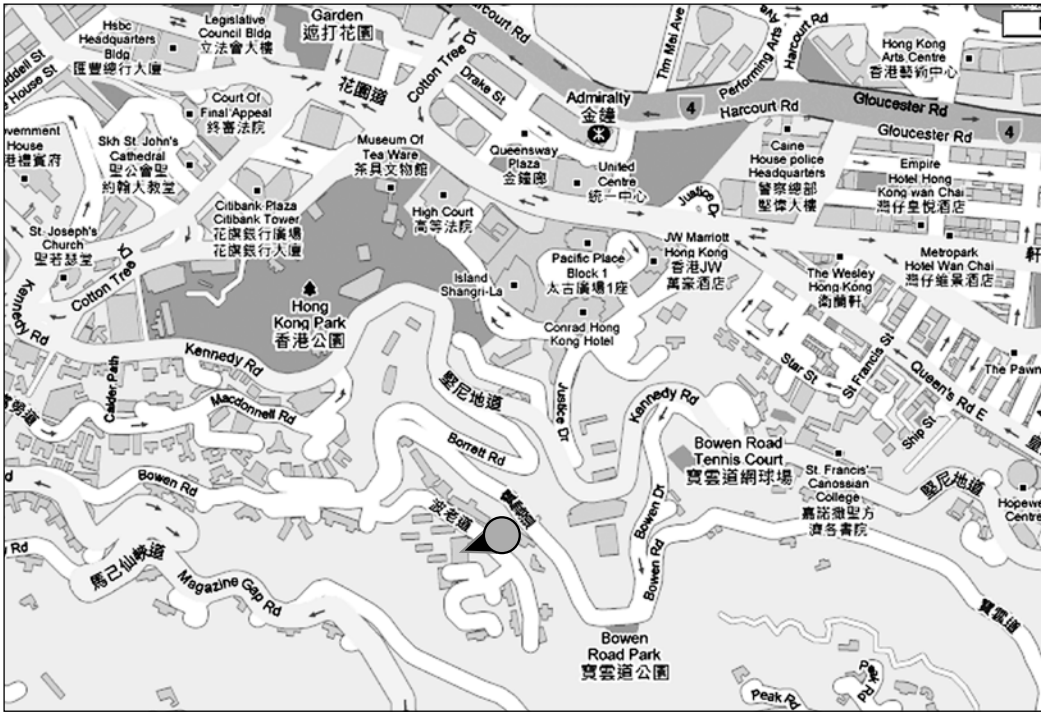 Hsbc
Headquarters
Bldg
匯豐總行大廈
Legislative
Council Bldg
立法會大樓
Garden
遮打花園
Harcourt Rd
Cotton Tree Dr
花園道
Drake St
Tim Mei Ave
Performing Arts Ave
Harcourt Rd
Hong Kong
Arts Centre
香港藝術中心
Admiralty
金鐘
4
Harcourt Rd
Gloucester Rd
Gloucester Rd
4
Court Of
Final Appeal
終審法院
Museum Of
Tea Ware
茶具文物館
Skh St. John's
Cathedral
聖公會聖
約翰大教堂
House
Queensway
Plaza
金鐘廊
United
Centre
統一中心
Caine
House police
Headquarters
警察總部
堅偉大樓
Empire
Hotel Hong
Kong wan Chai
灣仔皇悅酒店
Citibank Plaza
Citibank Tower
花旗銀行廣場
花旗銀行大廈
High Court
高等法院
Justice Dr
St. Joseph's
Church
聖若瑟堂
Cotton Tree Dr
Kennedy Rd
Pacific Place
Block 1
太古廣場1座
JW Marriott
Hong Kong
香港JW
萬豪酒店
Metropark
Hotel Wan Chai
灣仔維景酒店
軒
The Wesley
Hong Kong
衛蘭軒
Island
Shangri-La
Hong
Kong Park
香港公園
Conrad Hong
Kong Hotel
Star St
St Francis St
Queen's Rd E
The Pawn
Ship St
Kennedy Rd
Calder Path
Macdonnell Rd
堅尼地道
Justice Dr
Kennedy Rd
Borrett Rd
Bowen Road
Tennis Court
寶雲道網球場
St. Francis'
Canossian
College
嘉諾撒聖方
濟各書院
堅尼地道
Hopewell
Centre
Bowen Rd
波老道
Bowen Dr
Bowen Rd
馬己仙峽道
Magazine Gap Rd
寶雲道
Bowen
Road Park
寶雲道公園
Peak Rd
Peak Rd